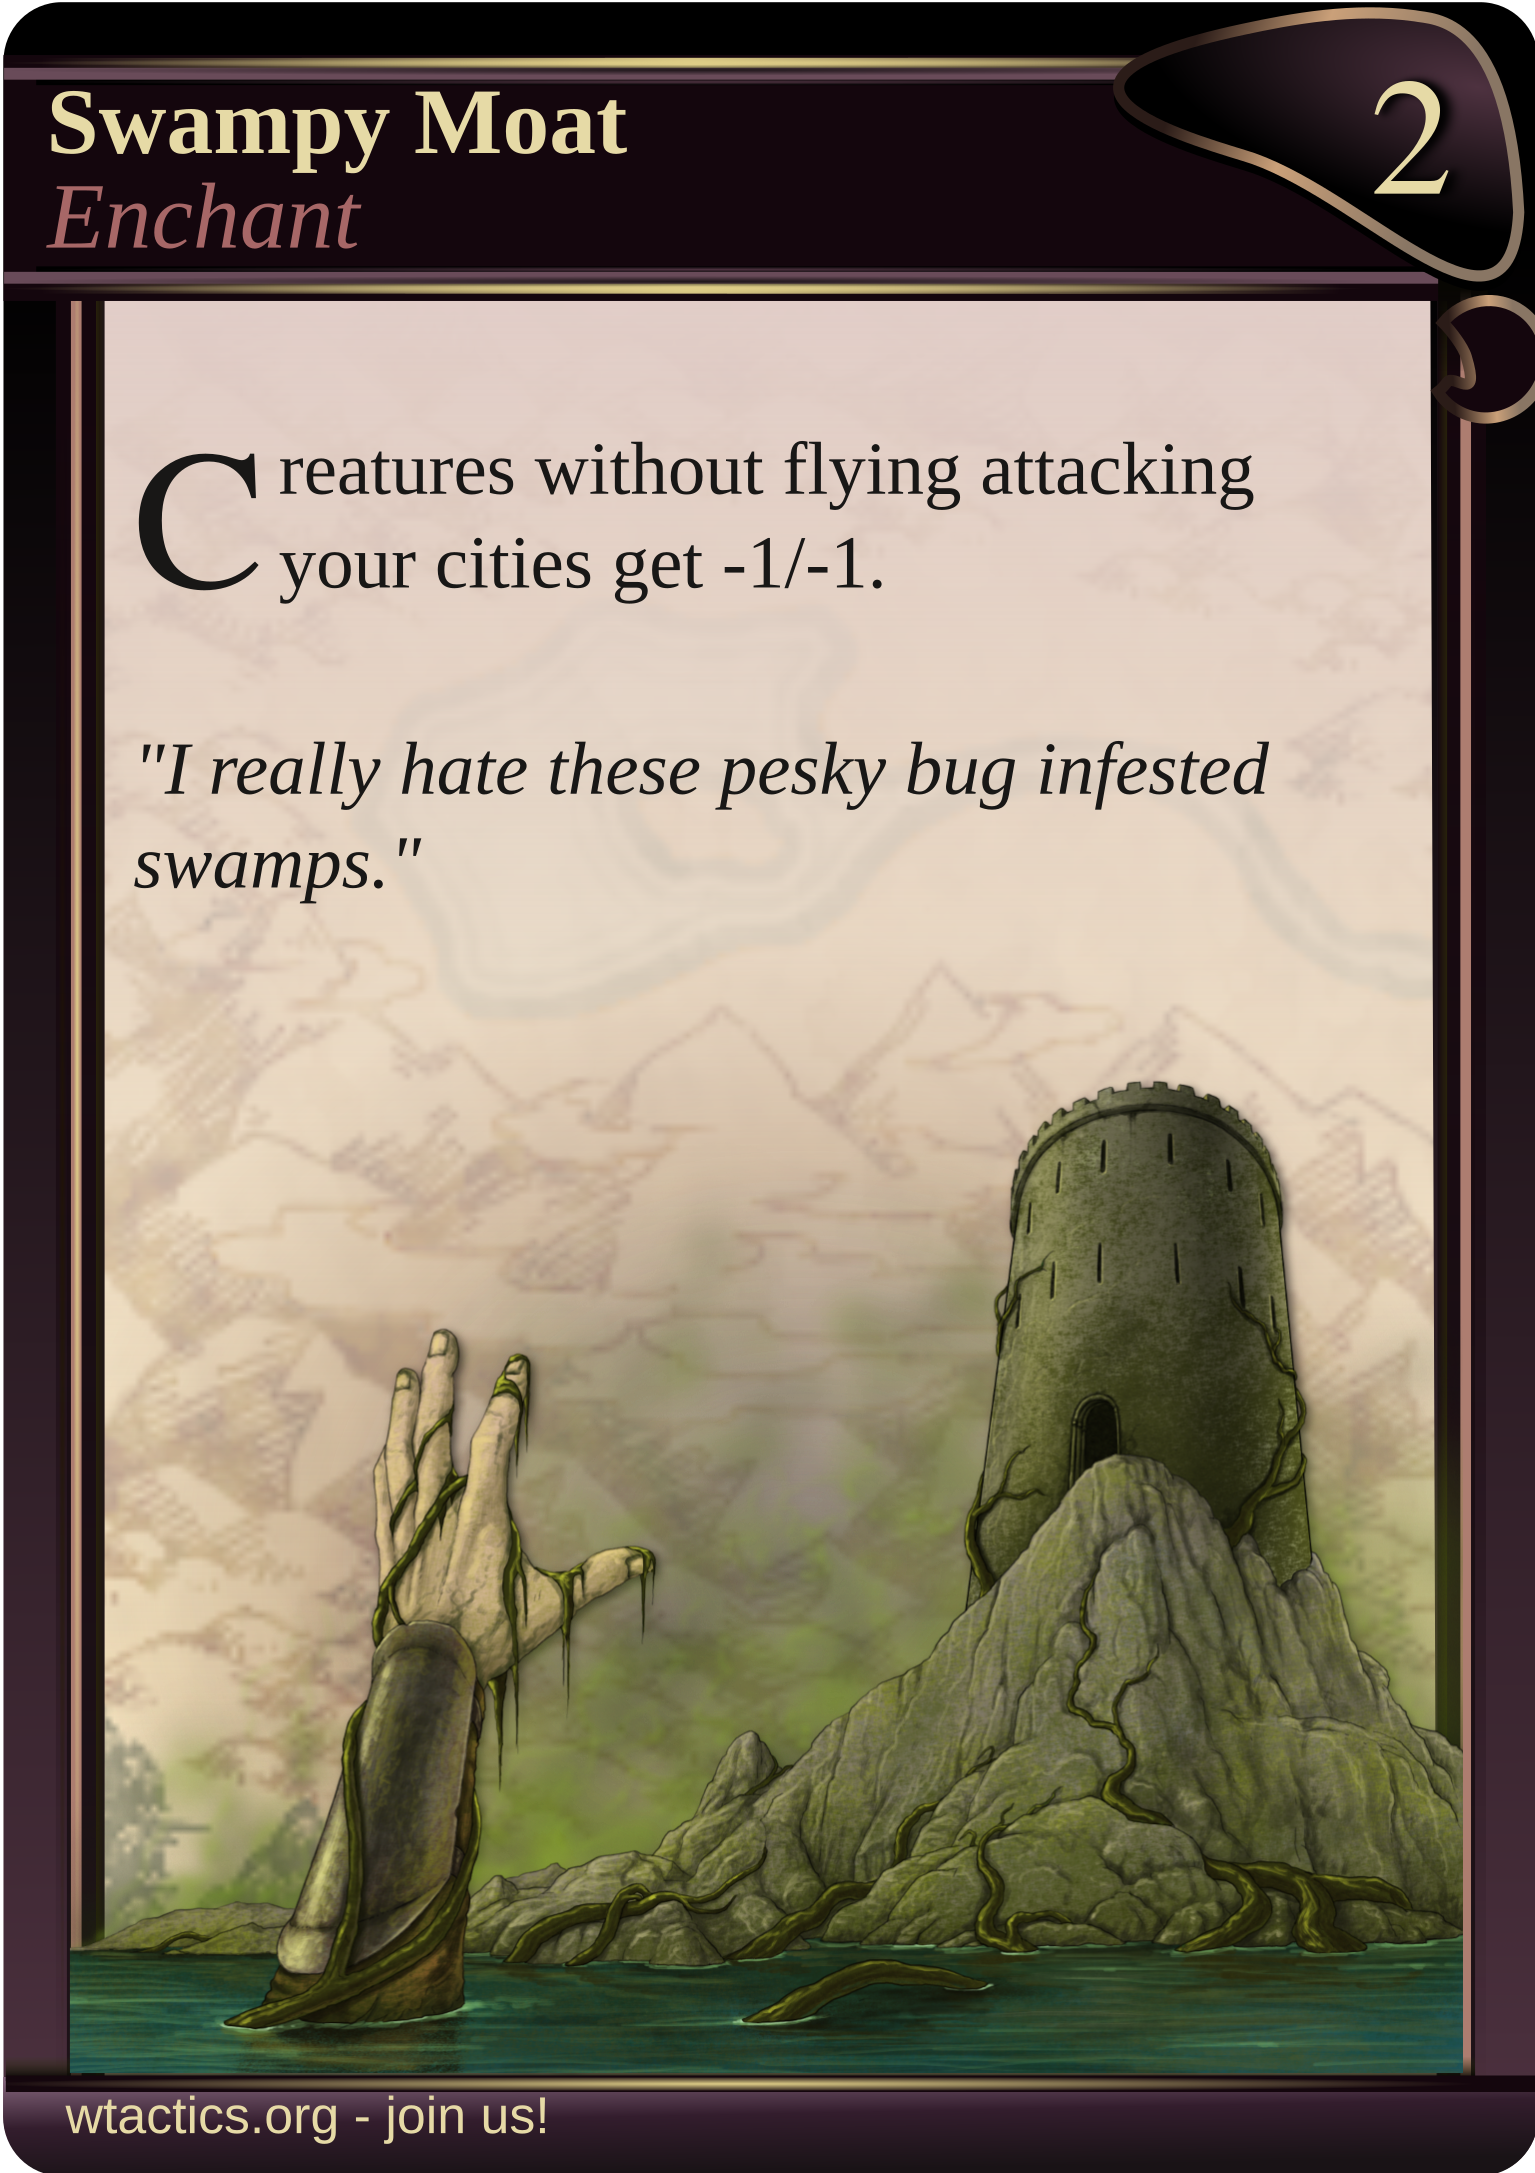 Swampy Moat
Enchant
2
Creatures without flying attacking
your cities get -1/-1.
"I really hate these pesky bug infested
swamps."
wtactics.org - join us!